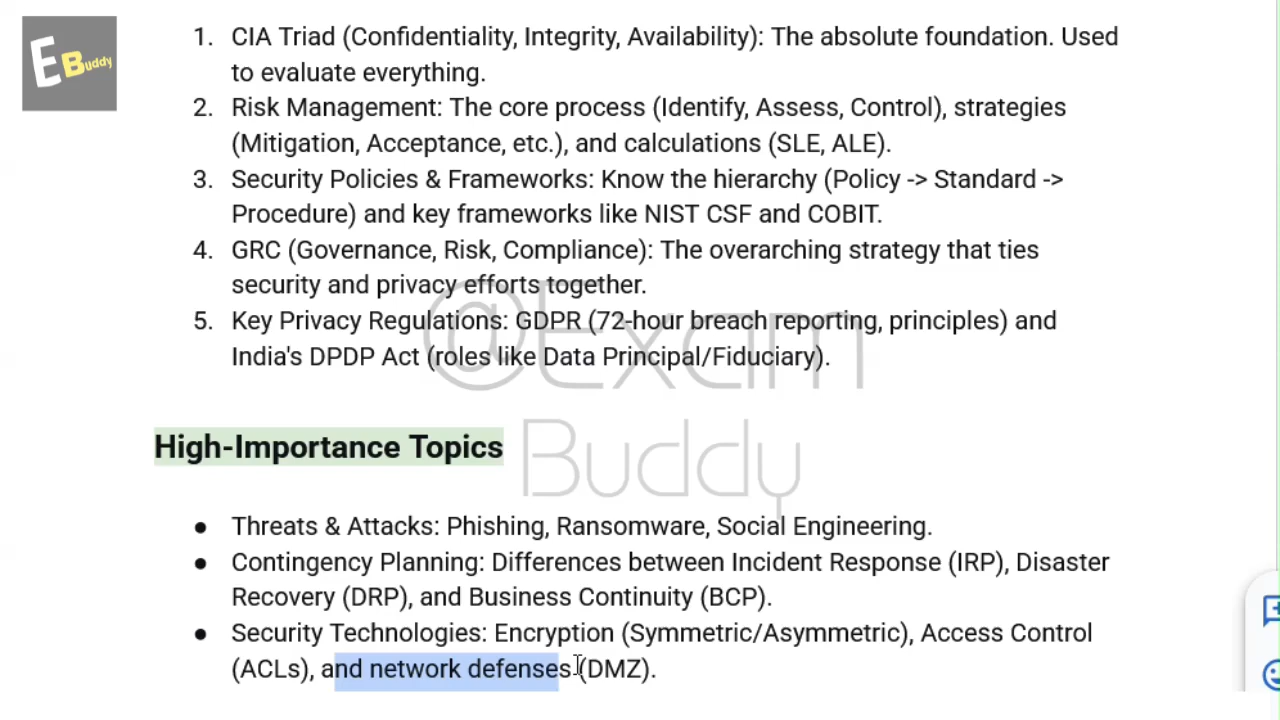 E Buddy
1. CIA Triad (Confidentiality, Integrity, Availability): The absolute foundation. Used
to evaluate everything.
2. Risk Management: The core process (Identify, Assess, Control), strategies
(Mitigation, Acceptance, etc.), and calculations (SLE, ALE).
3. Security Policies & Frameworks: Know the hierarchy (Policy -> Standard ->
Procedure) and key frameworks like NIST CSF and COBIT.
4. GRC (Governance, Risk, Compliance): The overarching strategy that ties
security and privacy efforts together.
5. Key Privacy Regulations: GDPR (72-hour breach reporting, principles) and
India's DPDP Act (roles like Data Principal/Fiduciary).
@Exam
Buddy
High-Importance Topics
● Threats & Attacks: Phishing, Ransomware, Social Engineering.
● Contingency Planning: Differences between Incident Response (IRP), Disaster
Recovery (DRP), and Business Continuity (BCP).
● Security Technologies: Encryption (Symmetric/Asymmetric), Access Control
(ACLs), and network defenses (DMZ).